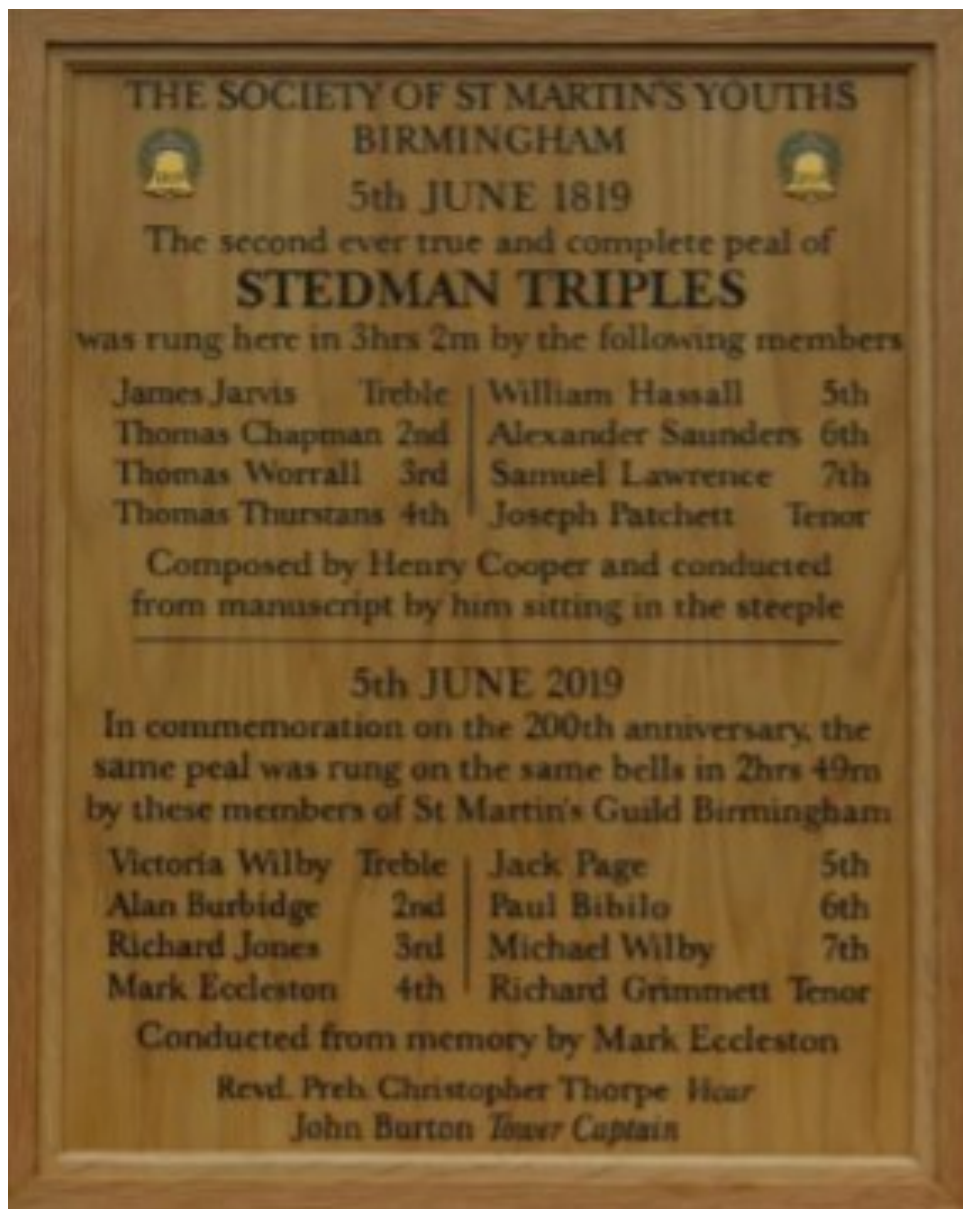 THE SOCIETY OF ST MARTIN'S YOUTHS
BIRMINGHAM
5th JUNE 1819
The second ever true and complete peal of
STEDMAN TRIPLES
was rung here in 3hrs 2m by the following members
James Jarvis Treble William Hassall 5th
Thomas Chapman 2nd Alexander Saunders 6th
Thomas Worrall 3rd Samuel Lawrence 7th
Thomas Thurstans 4th Joseph Patchett Tenor
Composed by Henry Cooper and conducted
from manuscript by him sitting in the steeple
5th JUNE 2019
In commemoration on the 200th anniversary, the
same peal was rung on the same bells in 2hrs 49m
by these members of St Martin's Guild Birmingham
Victoria Wilby Treble Jack Page 5th
Alan Burbidge 2nd Paul Bibilo 6th
Richard Jones 3rd Michael Wilby 7th
Mark Eccleston 4th Richard Grimmett Tenor
Conducted from memory by Mark Eccleston
Revd. Preb. Christopher Thorpe Vicar
John Burton Tower Captain